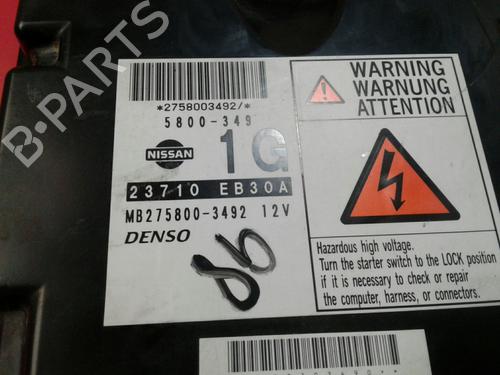 *2758003492/*
5800-349
NISSAN
1G
23710 EB30A
MB275800-3492 12V
DENSO
86
WARNING
WARNUNG
ATTENTION
Hazardous high voltage.
Turn the starter switch to the LOCK position
if it is necessary to check or repair
the computer, harness, or connectors.
B-PARTS